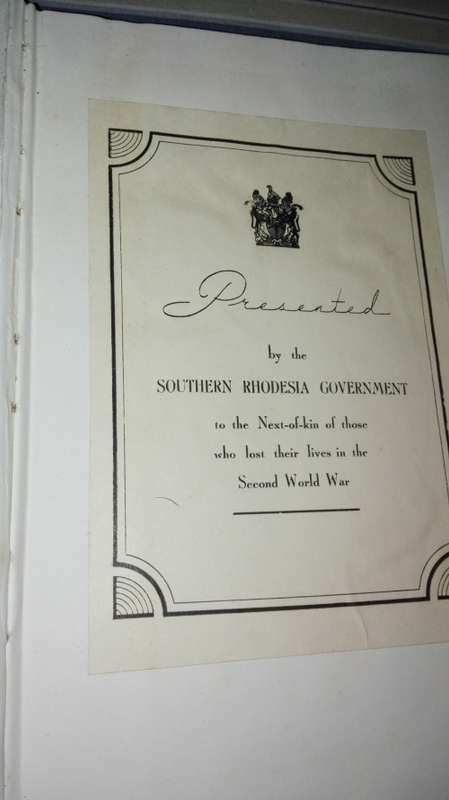 Presented
by the
SOUTHERN RHODESIA GOVERNMENT
to the Next-of-kin of those
who lost their lives in the
Second World War